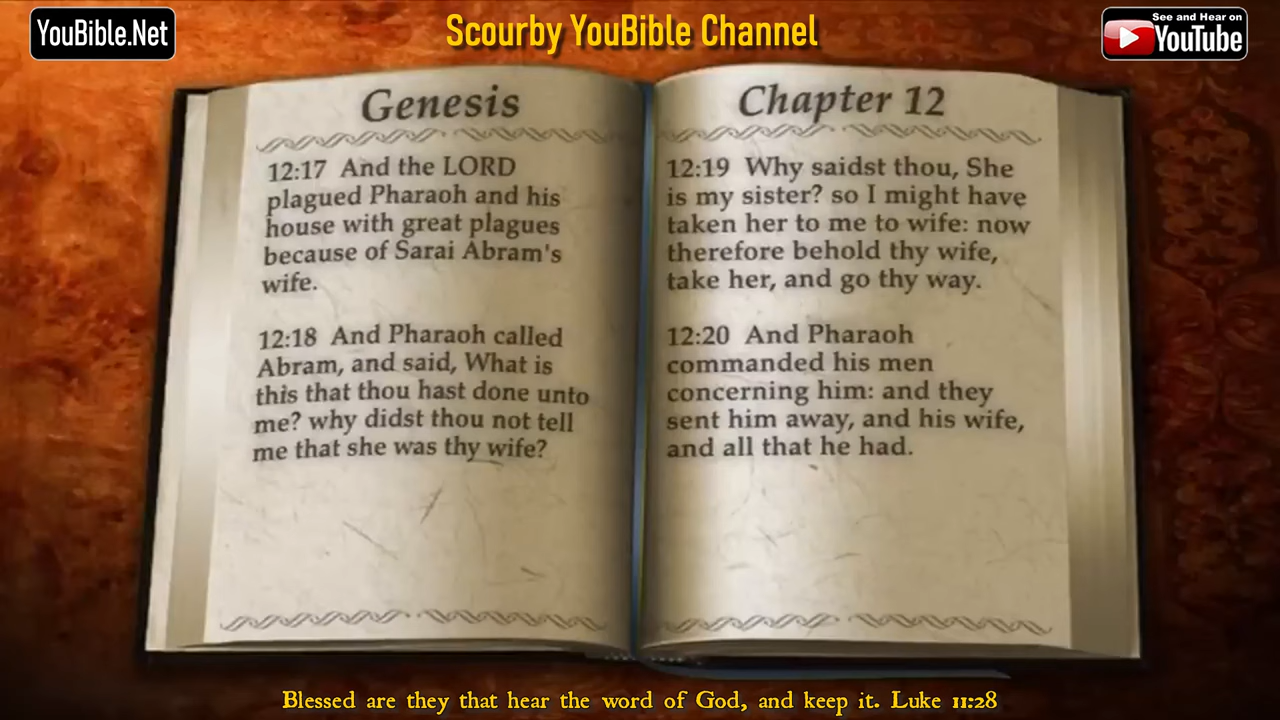 YouBible.Net
Scourby YouBible Channel
See and Hear on
YouTube
Genesis
12:17 And the LORD
plagued Pharaoh and his
house with great plagues
because of Sarai Abram's
wife.
12:18 And Pharaoh called
Abram, and said, What is
this that thou hast done unto
me? why didst thou not tell
me that she was thy wife?
Chapter 12
12:19 Why saidst thou, She
is my sister? so I might have
taken her to me to wife: now
therefore behold thy wife,
take her, and go thy way.
12:20 And Pharaoh
commanded his men
concerning him: and they
sent him away, and his wife,
and all that he had.
Blessed are they that hear the word of God, and keep it. Luke 11:28